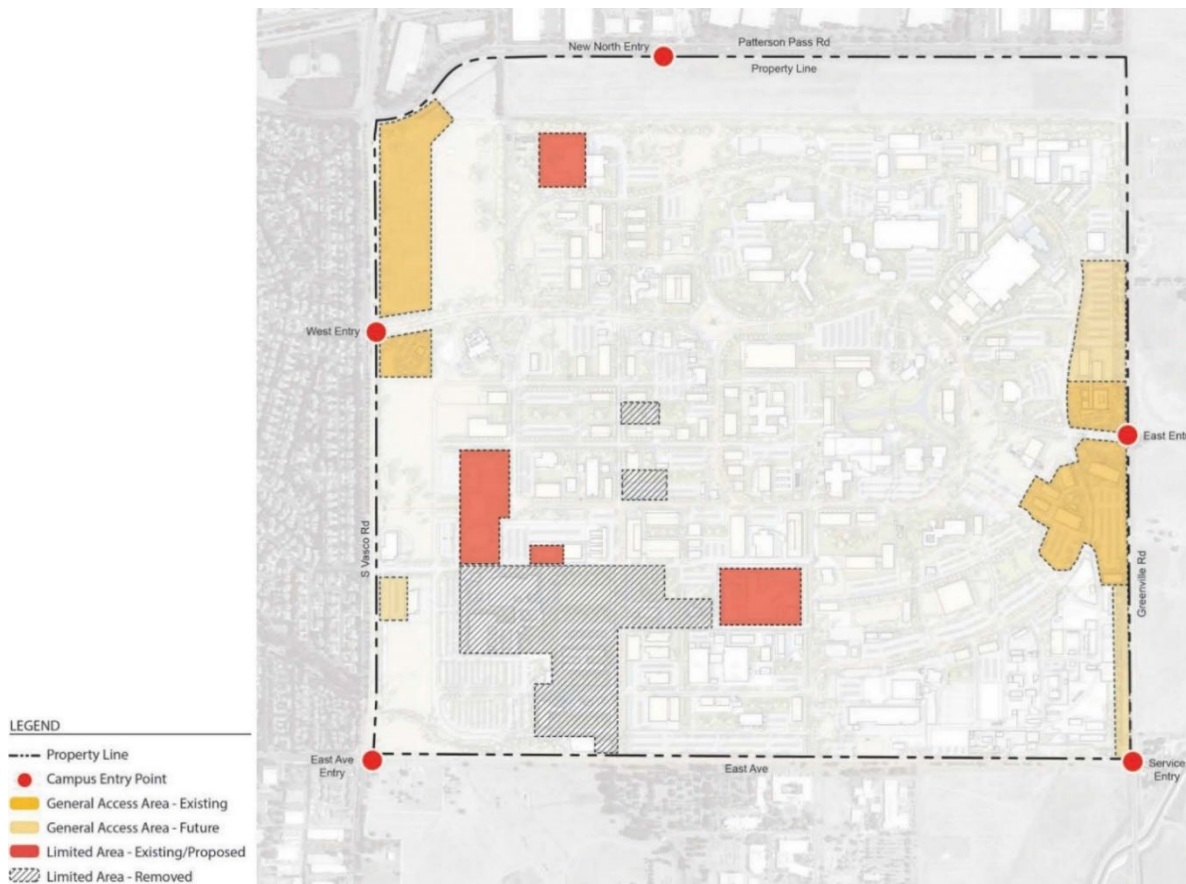 New North Entry
Patterson Pass Rd
Property Line
West Entry
East Ent
S Vasco Rd
Greenville Rd
East Ave
Entry
East Ave
Service
Entry
LEGEND
Property Line
Campus Entry Point
General Access Area - Existing
General Access Area - Future
Limited Area - Existing/Proposed
Limited Area - Removed